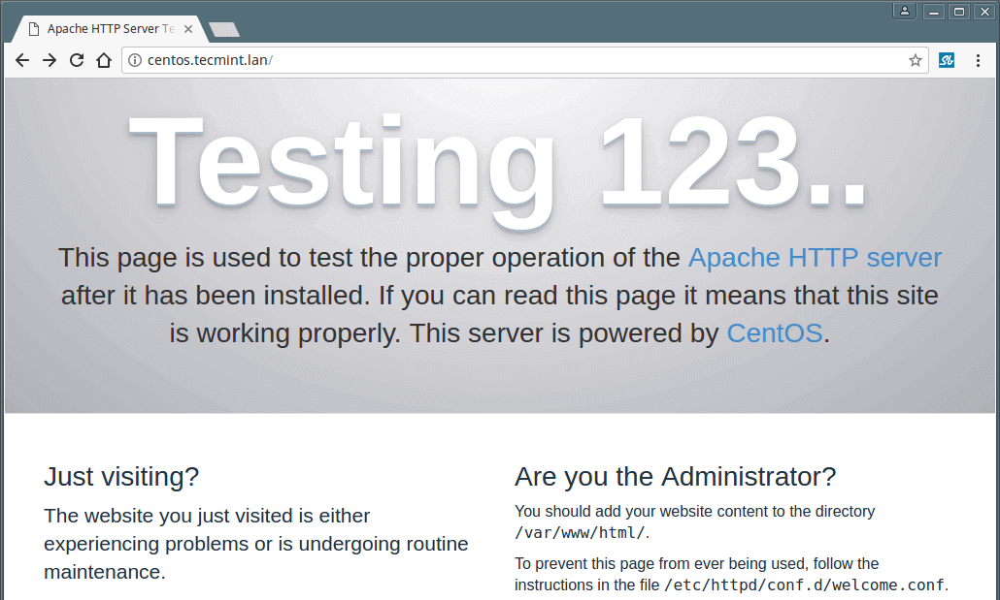 Apache HTTP Server Te
centos.tecmint.lan/
Testing 123..
This page is used to test the proper operation of the Apache HTTP server
after it has been installed. If you can read this page it means that this site
is working properly. This server is powered by CentOS.
Just visiting?
The website you just visited is either
experiencing problems or is undergoing routine
maintenance.
Are you the Administrator?
You should add your website content to the directory
/var/www/html/.
To prevent this page from ever being used, follow the
instructions in the file /etc/httpd/conf.d/welcome.conf.